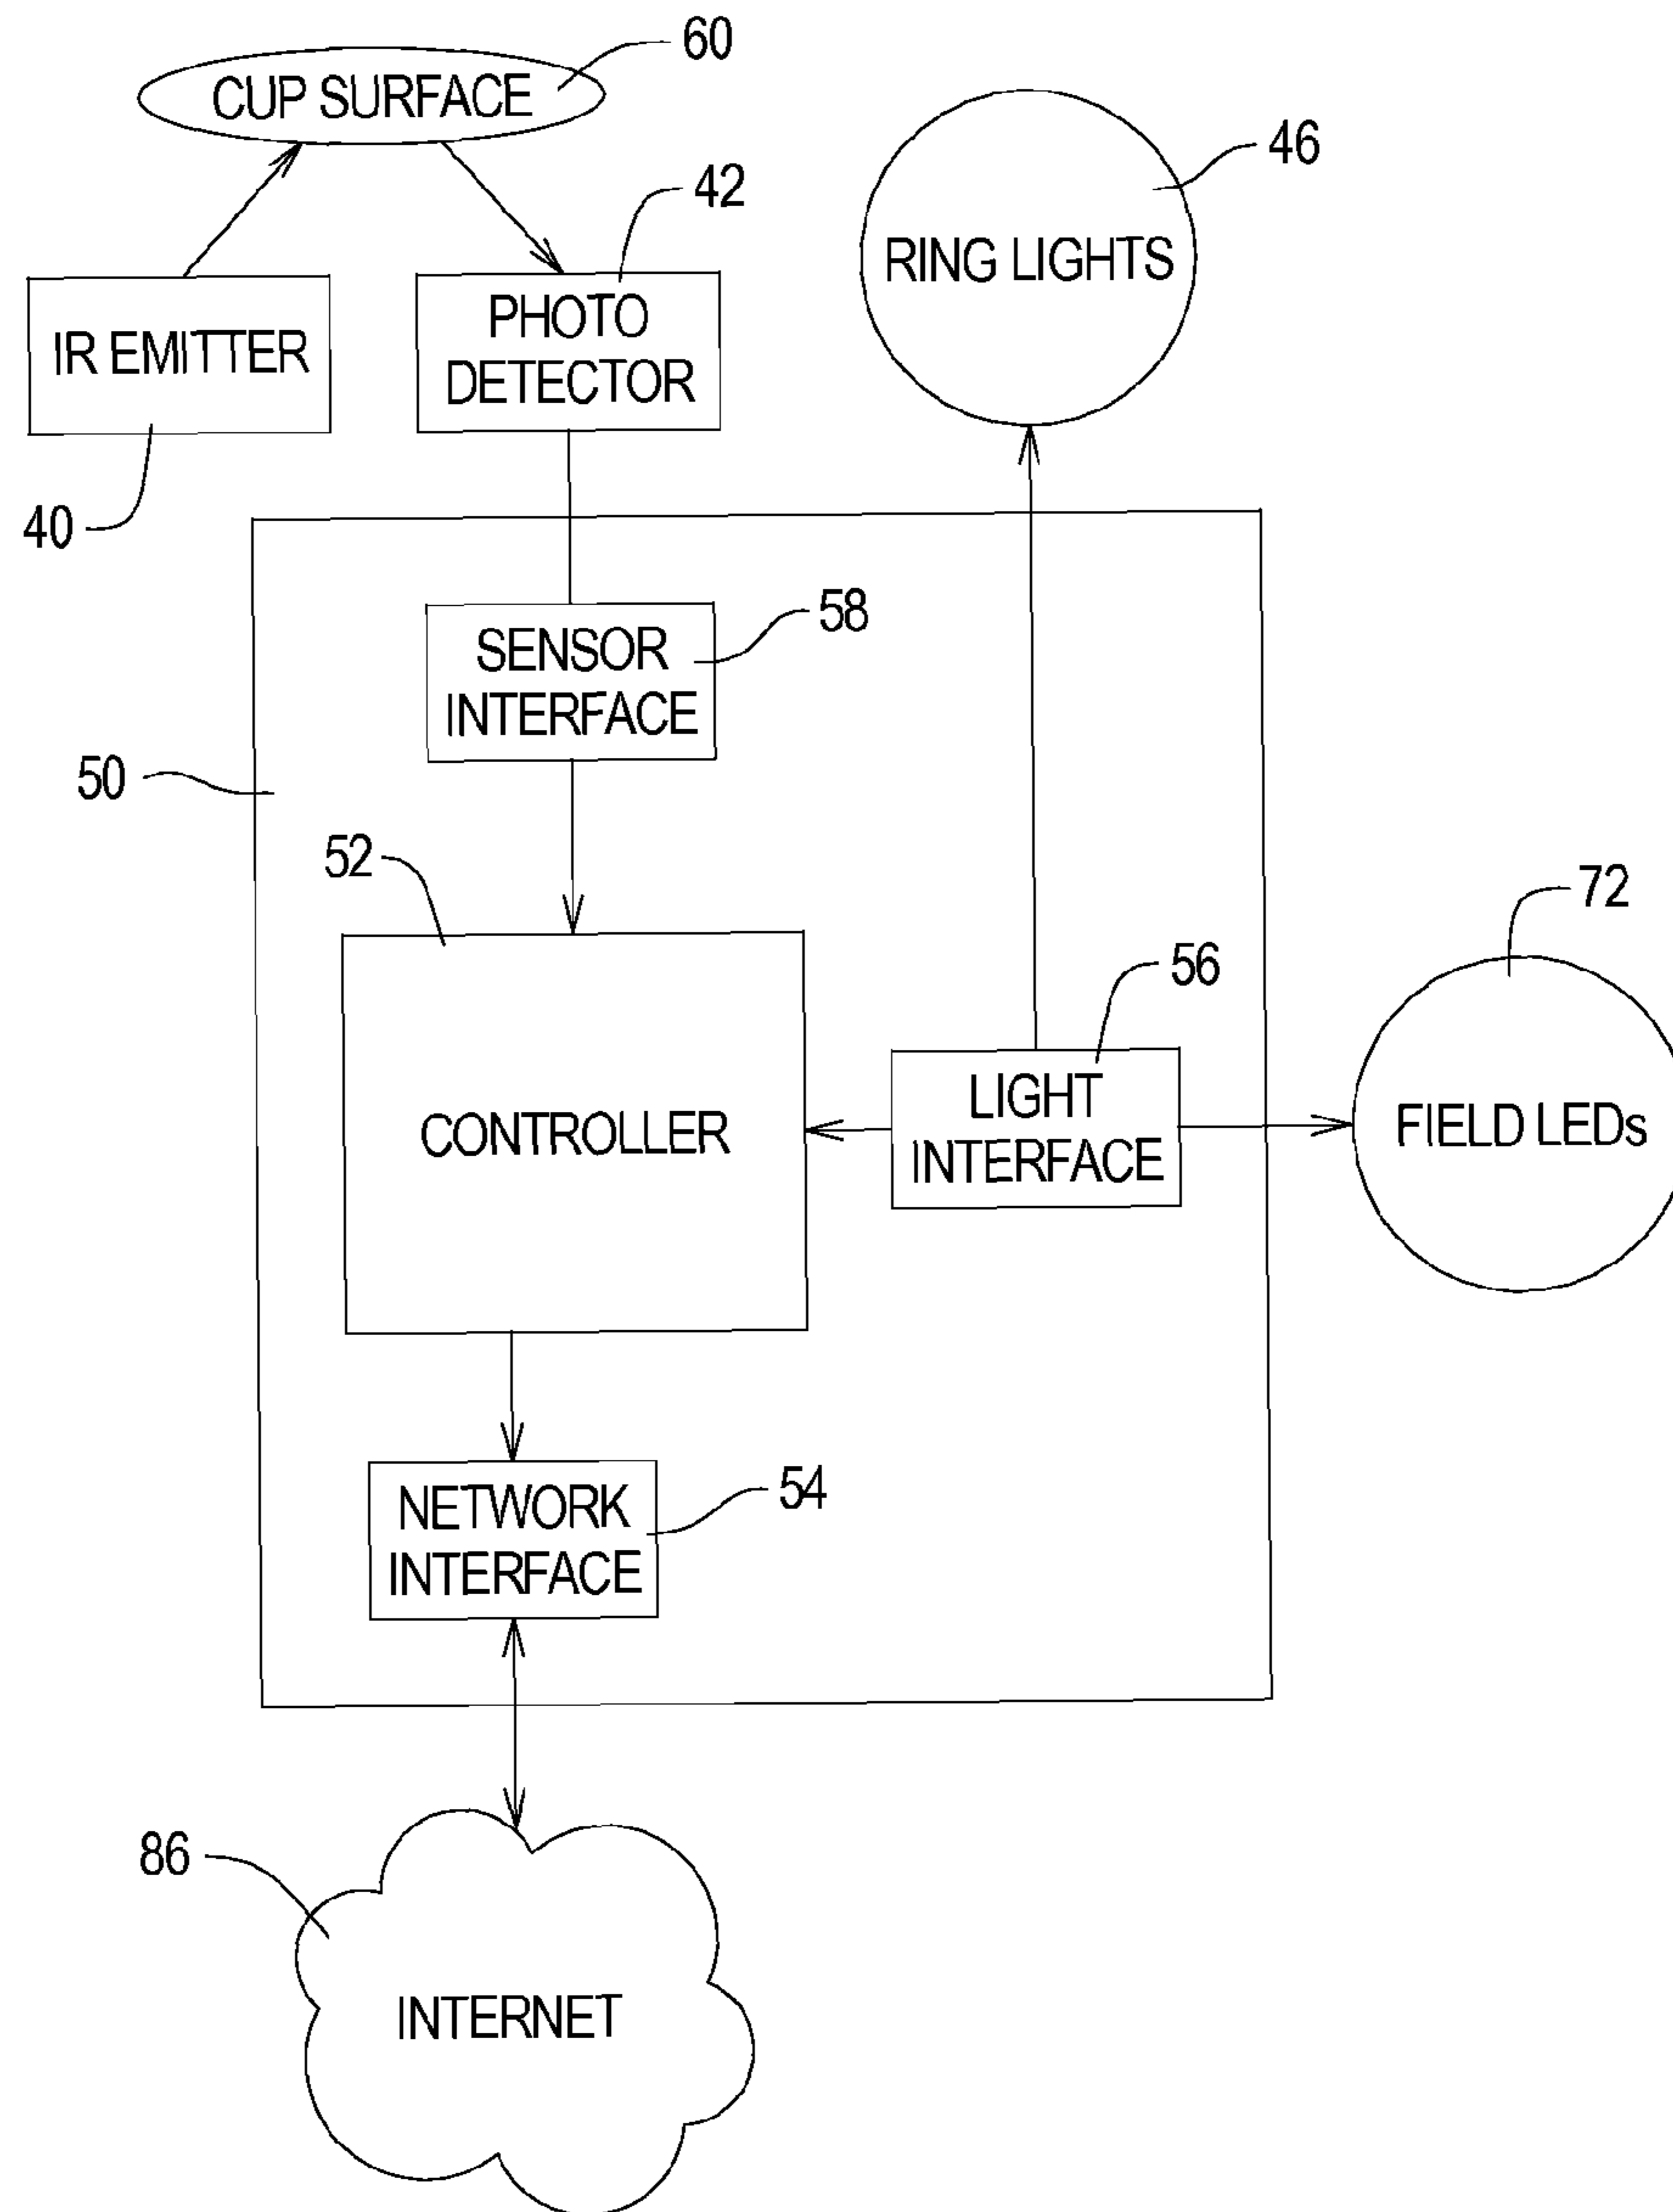 60
CUP SURFACE
46
42
RING LIGHTS
PHOTO
DETECTOR
IR EMITTER
40
58
SENSOR
INTERFACE
50
52
72
56
LIGHT
INTERFACE
CONTROLLER
FIELD LEDs
54
NETWORK
INTERFACE
86
INTERNET